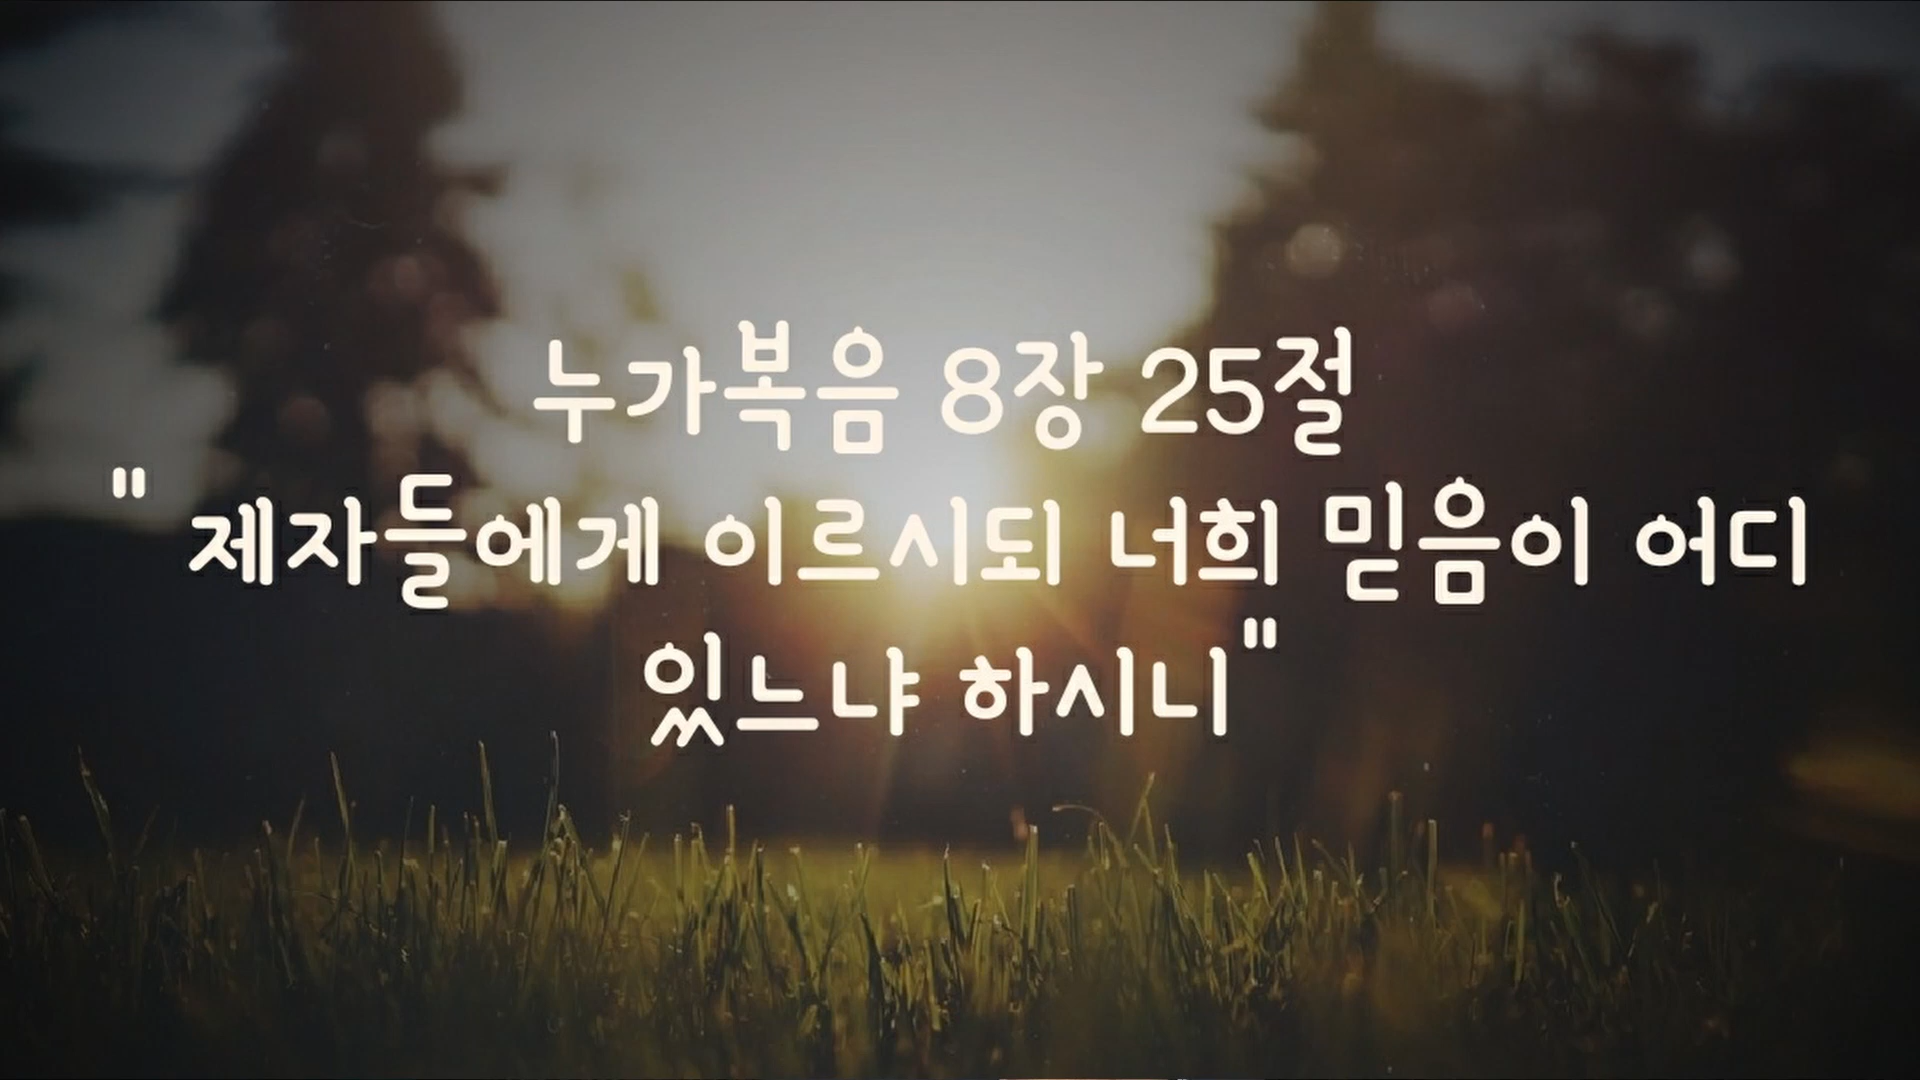 누가복음 8장 25절
" 제자들에게 이르시되 너희 믿음이 어디
있느냐 하시니"